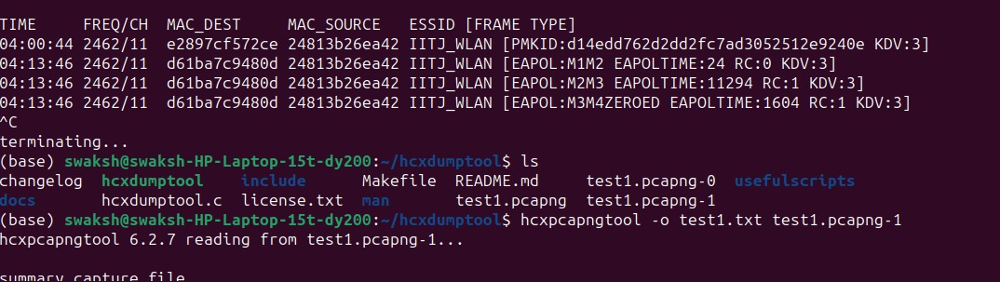 TIME FREQ/CH MAC_DEST MAC_SOURCE ESSID [FRAME TYPE]
04:00:44 2462/11 e2897cf572ce 24813b26ea42 IITJ_WLAN [PMKID:d14edd762d2dd2fc7ad3052512e9240e KDV:3]
04:13:46 2462/11 d61ba7c9480d 24813b26ea42 IITJ_WLAN [EAPOL:M1M2 EAPOLTIME:24 RC:0 KDV:3]
04:13:46 2462/11 d61ba7c9480d 24813b26ea42 IITJ_WLAN [EAPOL:M2M3 EAPOLTIME:11294 RC:1 KDV:3]
04:13:46 2462/11 d61ba7c9480d 24813b26ea42 IITJ_WLAN [EAPOL:M3M4ZEROED EAPOLTIME:1604 RC:1 KDV:3]
^C
terminating...
(base) swaksh@swaksh-HP-Laptop-15t-dy200:~/hcxdumptool$ ls
changelog hcxdumptool include Makefile README.md test1.pcapng-0 usefulscripts
docs hcxdumptool.c license.txt man test1.pcapng test1.pcapng-1
(base) swaksh@swaksh-HP-Laptop-15t-dy200:~/hcxdumptool$ hcxpcapngtool -o test1.txt test1.pcapng-1
hcxpcapngtool 6.2.7 reading from test1.pcapng-1...
summary capture file